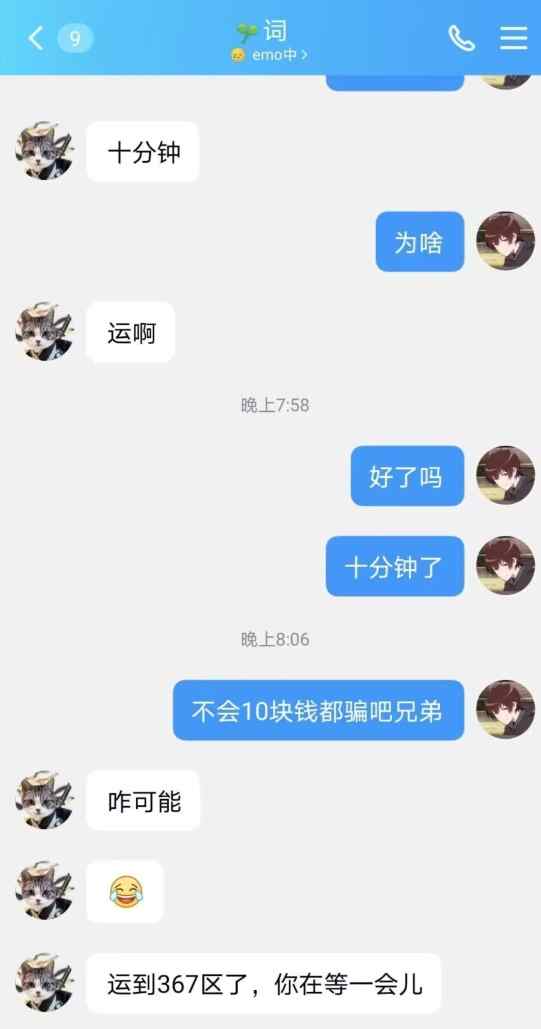 9
词
emo中
十分钟
为啥
运啊
晚上7:58
好了吗
十分钟了
晚上8:06
不会10块钱都骗吧兄弟
咋可能
运到367区了，你在等一会儿